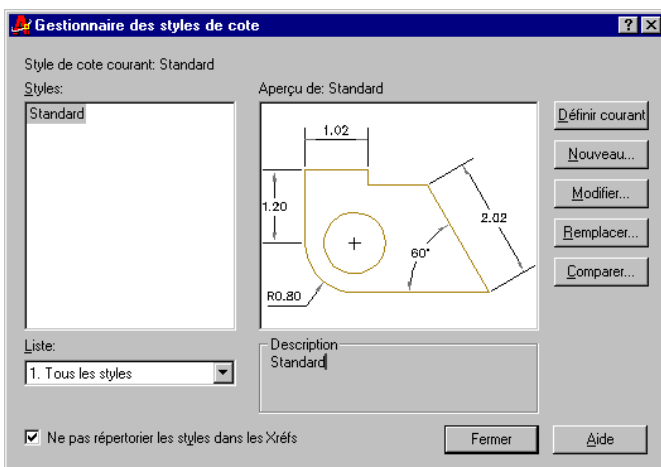 Gestionnaire des styles de cote
Style de cote courant: Standard
Styles:
Standard
Aperçu de: Standard
1.02
1.20
2.02
60°
R0.80
Définir courant
Nouveau...
Modifier...
Remplacer...
Comparer...
Liste:
1. Tous les styles
Description
Standard
Ne pas répertorier les styles dans les Xréfs
Fermer
Aide